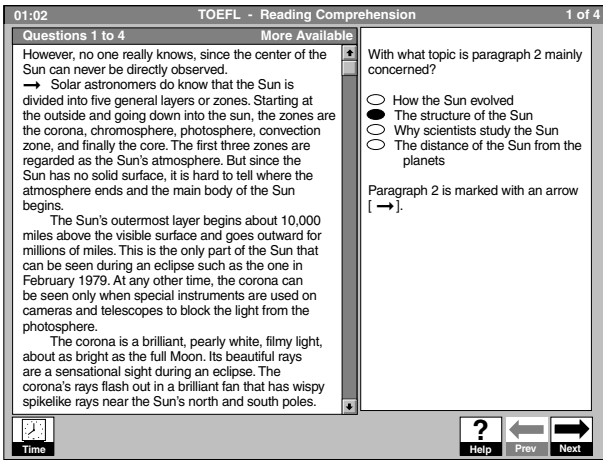 01:02 TOEFL - Reading Comprehension 1 of 4
Questions 1 to 4 More Available
However, no one really knows, since the center of the
Sun can never be directly observed.
→ Solar astronomers do know that the Sun is
divided into five general layers or zones. Starting at
the outside and going down into the sun, the zones are
the corona, chromosphere, photosphere, convection
zone, and finally the core. The first three zones are
regarded as the Sun's atmosphere. But since the
Sun has no solid surface, it is hard to tell where the
atmosphere ends and the main body of the Sun
begins.
The Sun's outermost layer begins about 10,000
miles above the visible surface and goes outward for
millions of miles. This is the only part of the Sun that
can be seen during an eclipse such as the one in
February 1979. At any other time, the corona can
be seen only when special instruments are used on
cameras and telescopes to block the light from the
photosphere.
The corona is a brilliant, pearly white, filmy light,
about as bright as the full Moon. Its beautiful rays
are a sensational sight during an eclipse. The
corona's rays flash out in a brilliant fan that has wispy
spikelike rays near the Sun's north and south poles.
With what topic is paragraph 2 mainly
concerned?
How the Sun evolved
The structure of the Sun
Why scientists study the Sun
The distance of the Sun from the
planets
Paragraph 2 is marked with an arrow
[ → ].
Time
? Help
Prev
Next